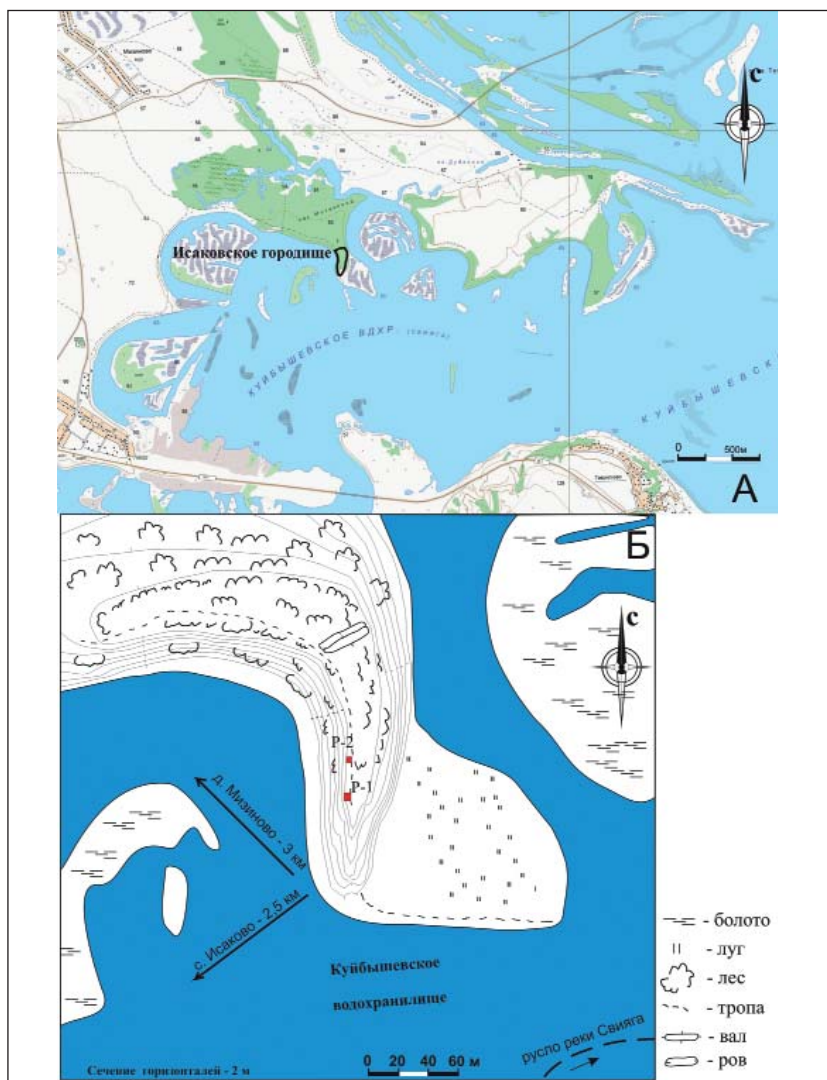 С
Исаковское городище
КУЙБЫШЕВСКОЕ ВДХР. (СВИЯГА)
КУЙБЫШЕВСК
0 500м
А
Б
С
Р-2
Р-1
д. Мизиново - 3 км
с. Исаково - 2,5 км
Куйбышевское
водохранилище
русло реки Свияга
Сечение горизонталей - 2 м
0 20 40 60 м
- болото
- луг
- лес
- тропа
- вал
- ров